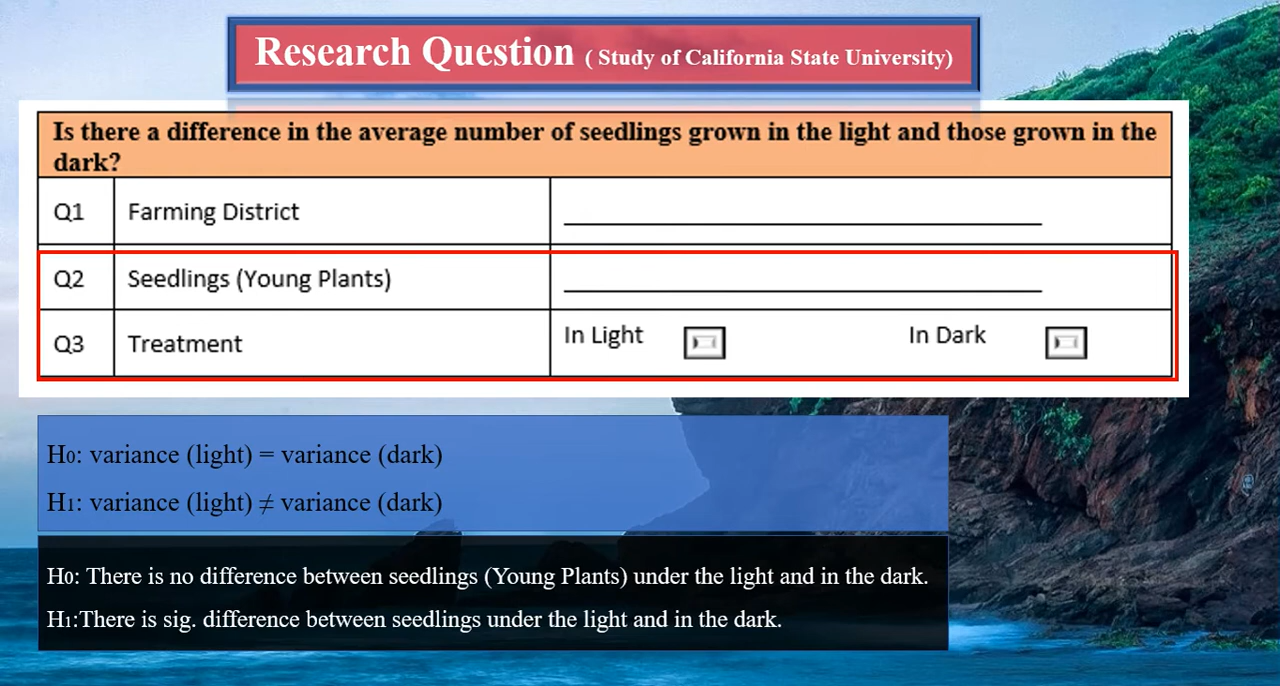 Research Question ( Study of California State University)
Is there a difference in the average number of seedlings grown in the light and those grown in the
dark?
Q1 Farming District
Q2 Seedlings (Young Plants)
Q3 Treatment In Light In Dark
H0: variance (light) = variance (dark)
H1: variance (light) ≠ variance (dark)
H0: There is no difference between seedlings (Young Plants) under the light and in the dark.
H1:There is sig. difference between seedlings under the light and in the dark.